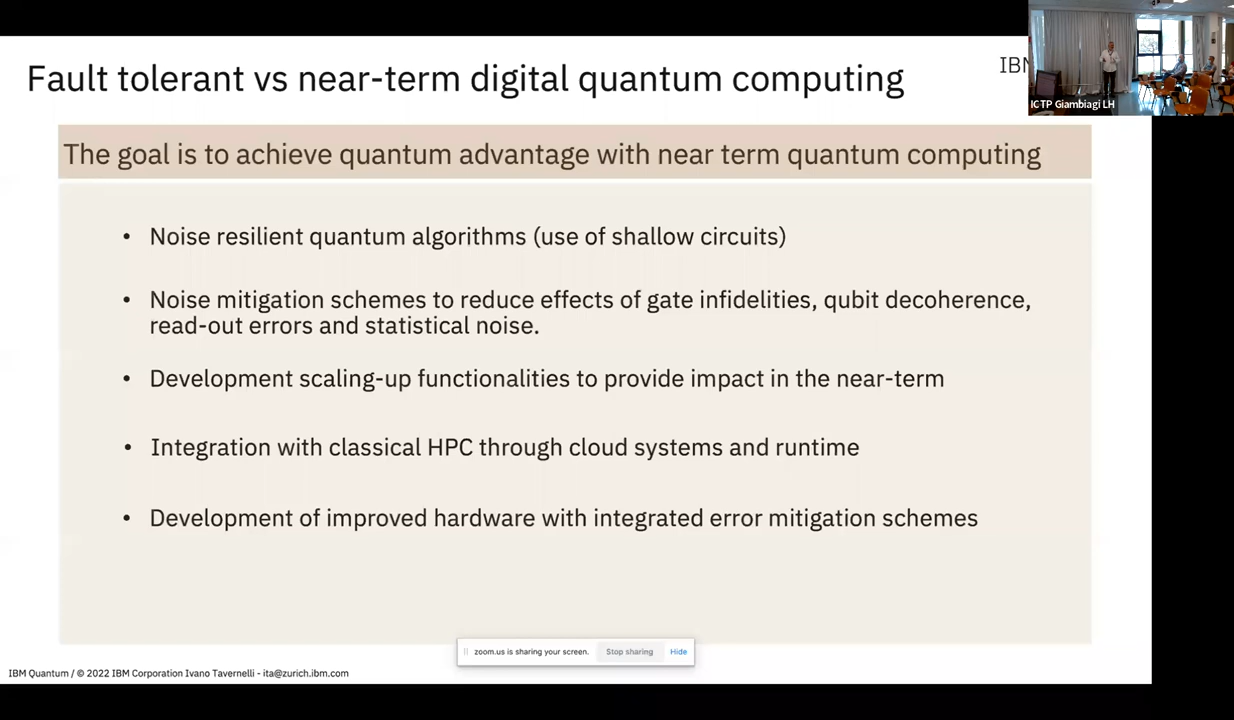 Fault tolerant vs near-term digital quantum computing
IBM
ICTP Giambiagi LH
The goal is to achieve quantum advantage with near term quantum computing
• Noise resilient quantum algorithms (use of shallow circuits)
• Noise mitigation schemes to reduce effects of gate infidelities, qubit decoherence,
read-out errors and statistical noise.
• Development scaling-up functionalities to provide impact in the near-term
• Integration with classical HPC through cloud systems and runtime
• Development of improved hardware with integrated error mitigation schemes
zoom.us is sharing your screen. Stop sharing Hide
IBM Quantum / © 2022 IBM Corporation Ivano Tavernelli - ita@zurich.ibm.com